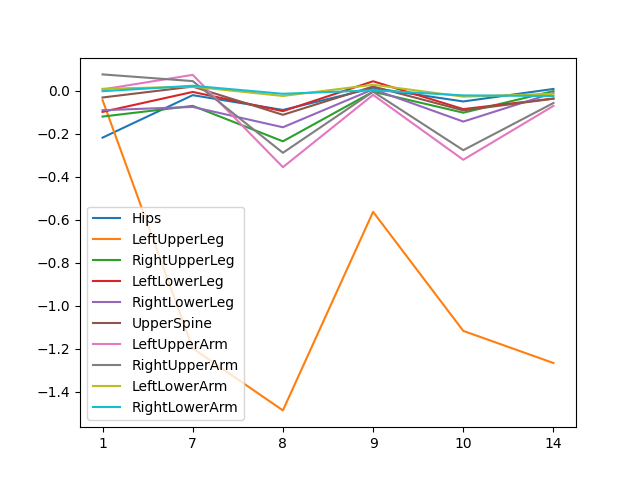 0.0
−0.2
−0.4
−0.6
−0.8
−1.0
−1.2
−1.4
Hips
LeftUpperLeg
RightUpperLeg
LeftLowerLeg
RightLowerLeg
UpperSpine
LeftUpperArm
RightUpperArm
LeftLowerArm
RightLowerArm
1 7 8 9 10 14